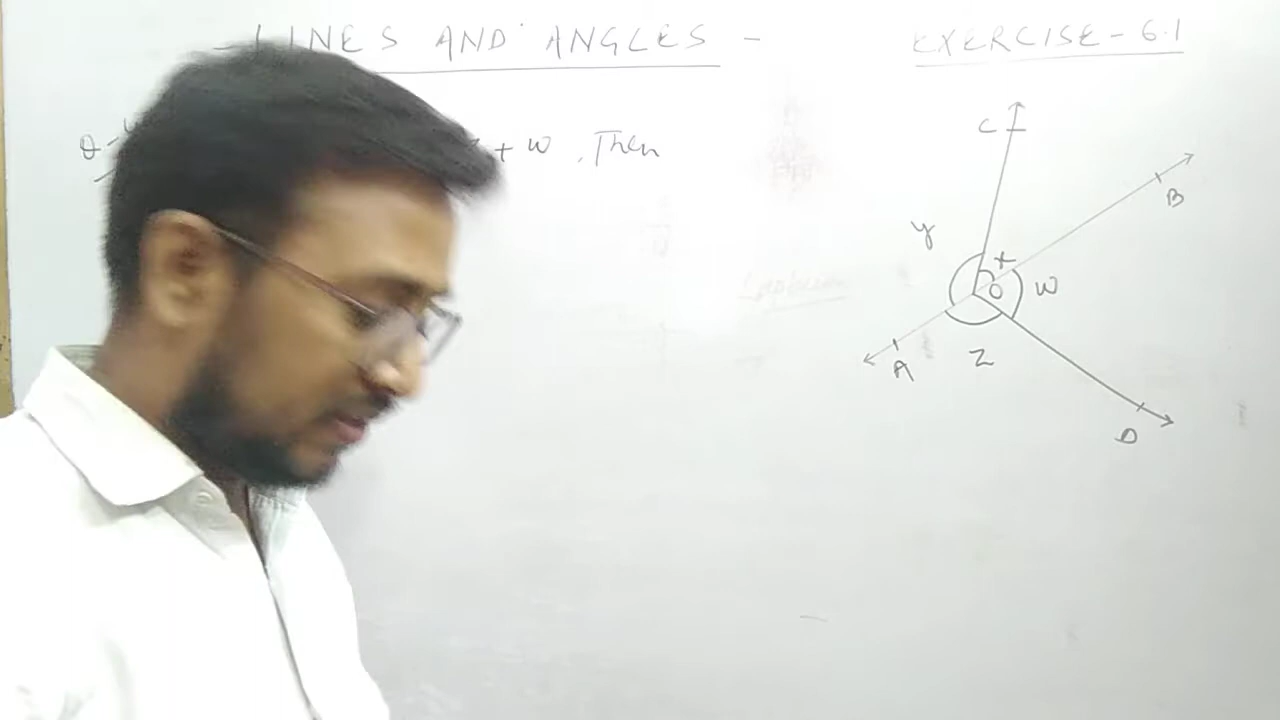 - LINES AND ANGLES -
EXERCISE - 6.1
+ w , Then
C
B
y
x
O
w
A
Z
D